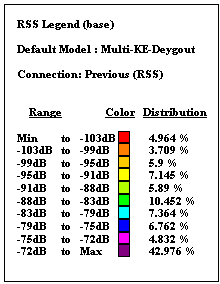 RSS Legend (base)
Default Model : Multi-KE-Deygout
Connection: Previous (RSS)
Range Color Distribution
Min to -103dB 4.964 %
-103dB to -99dB 3.709 %
-99dB to -95dB 5.9 %
-95dB to -91dB 7.145 %
-91dB to -88dB 5.89 %
-88dB to -83dB 10.452 %
-83dB to -79dB 7.364 %
-79dB to -75dB 6.762 %
-75dB to -72dB 4.832 %
-72dB to Max 42.976 %